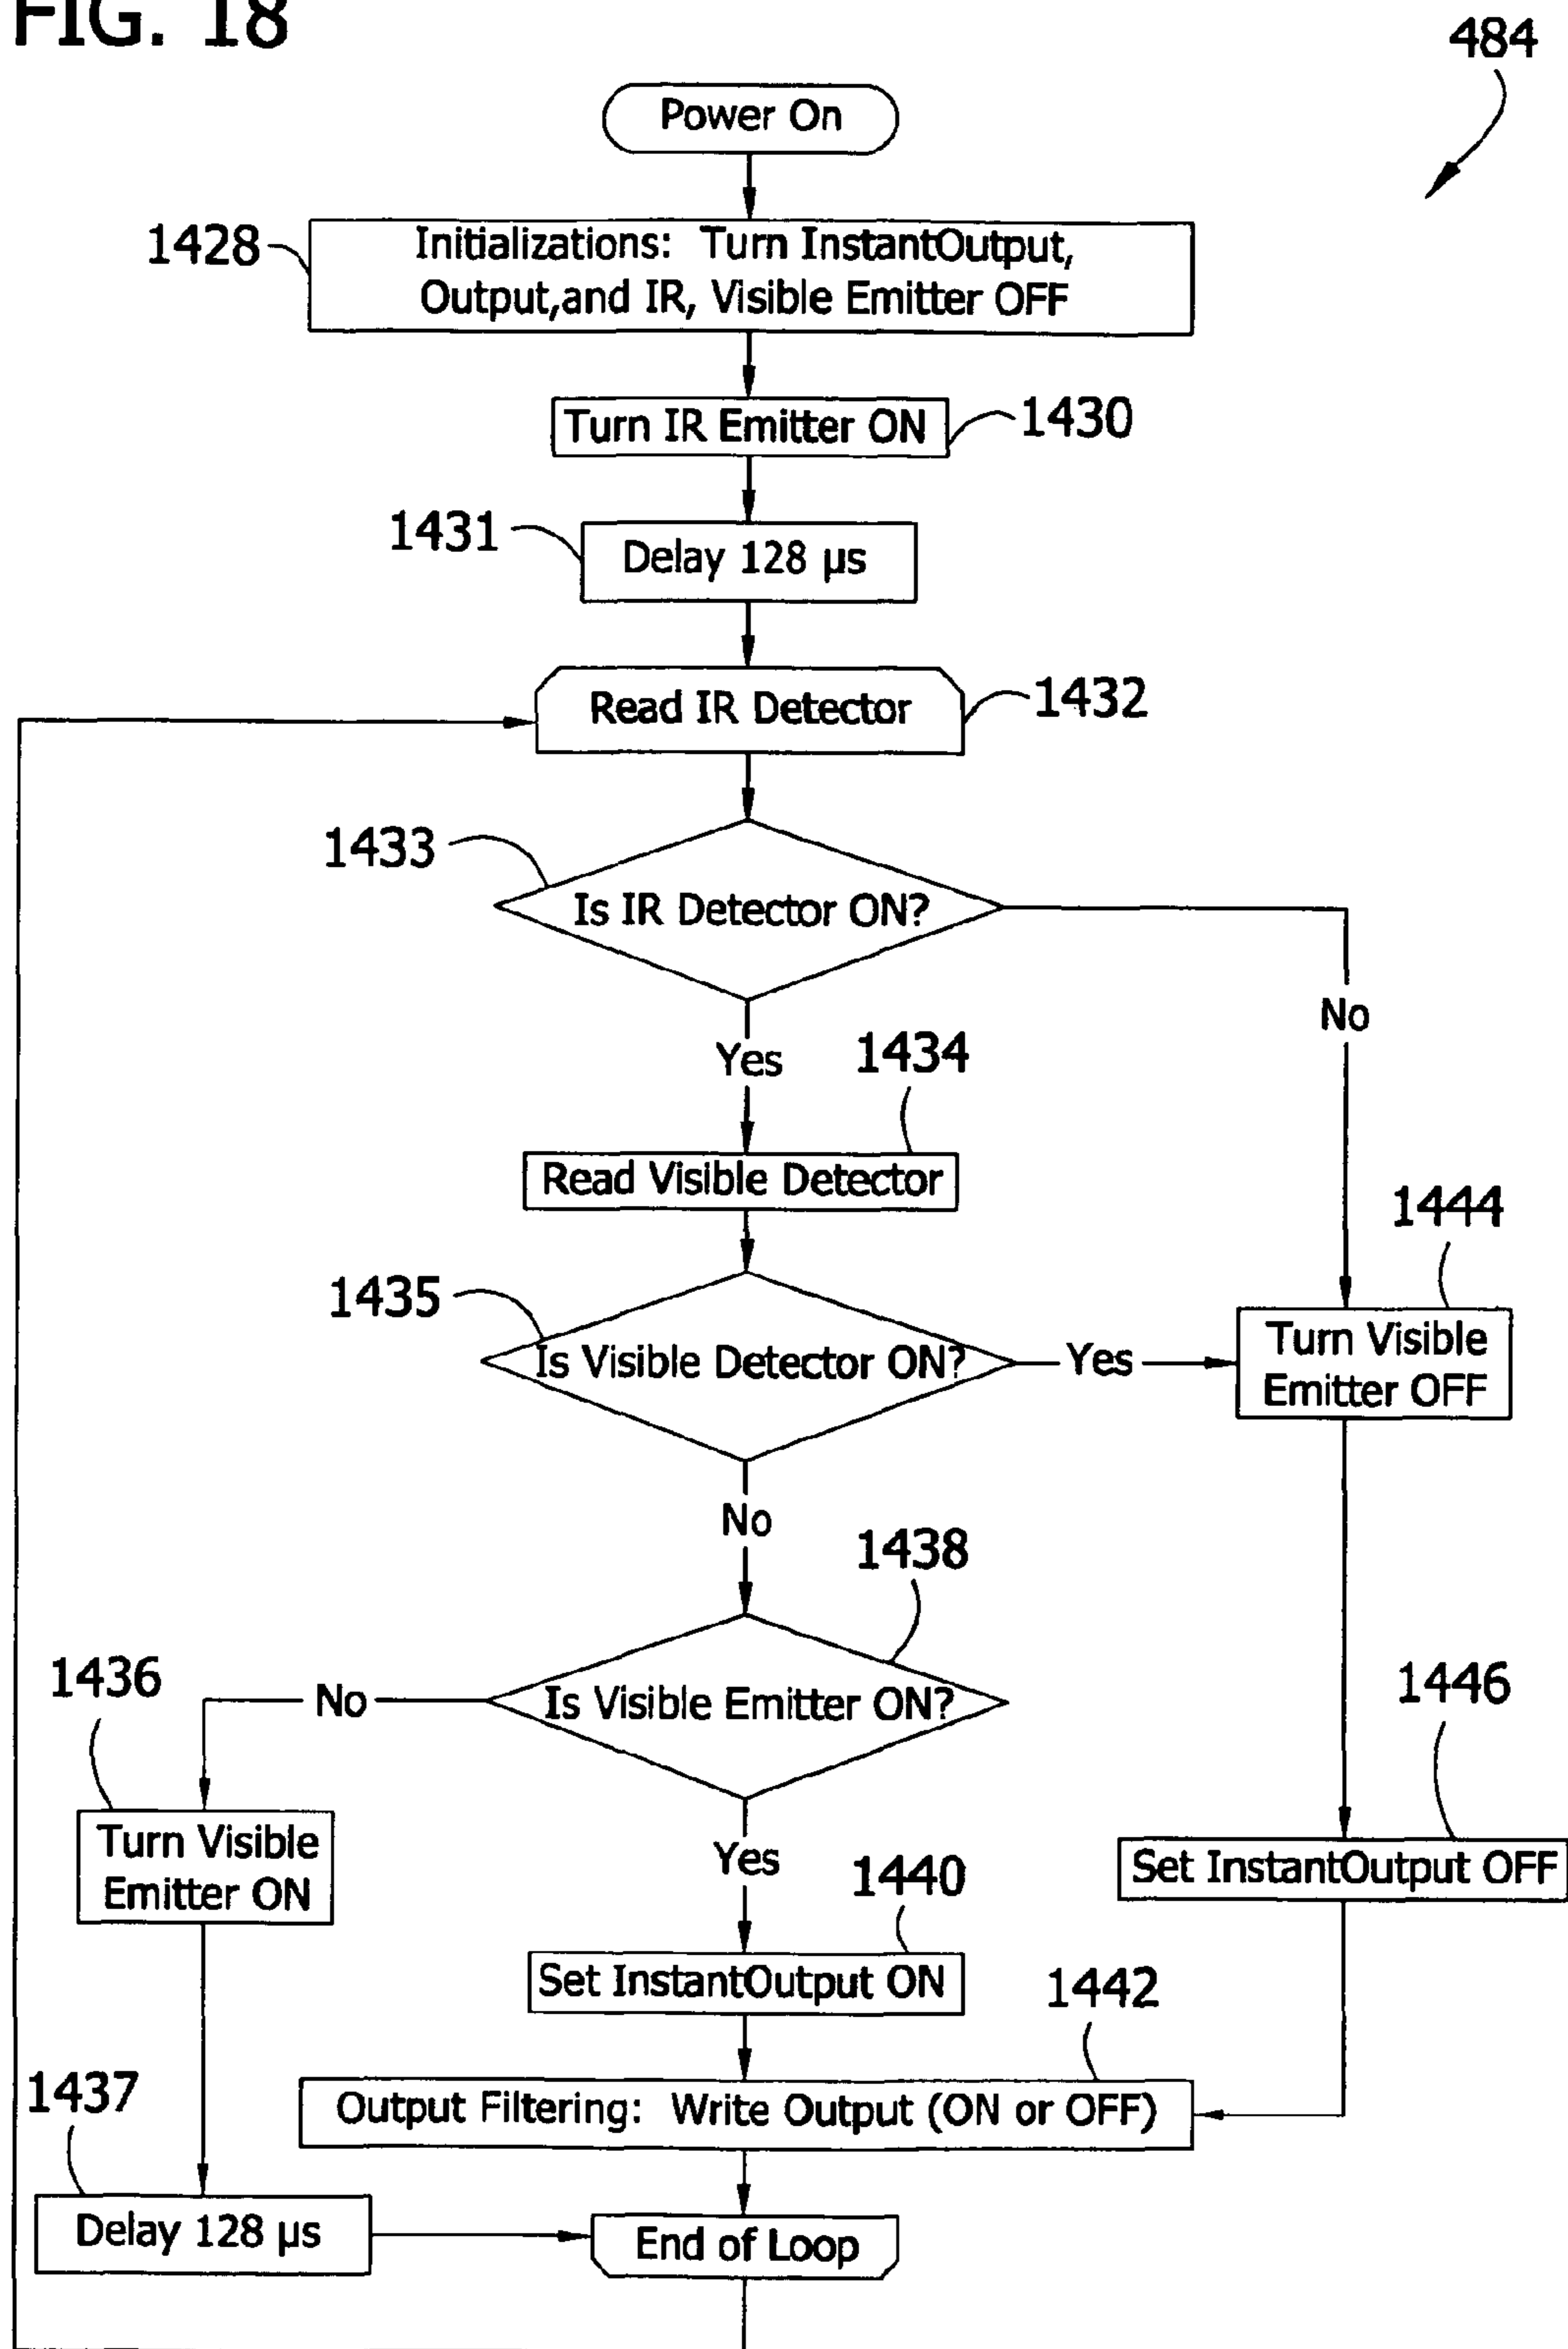 FIG. 18
484
Power On
1428
Initializations: Turn InstantOutput,
Output,and IR, Visible Emitter OFF
Turn IR Emitter ON
1430
1431
Delay 128 µs
Read IR Detector
1432
1433
Is IR Detector ON?
No
Yes
1434
Read Visible Detector
1444
1435
Is Visible Detector ON?
Yes
Turn Visible
Emitter OFF
No
1438
1436
No
Is Visible Emitter ON?
1446
Turn Visible
Emitter ON
Yes
1440
Set InstantOutput OFF
Set InstantOutput ON
1442
1437
Output Filtering: Write Output (ON or OFF)
Delay 128 µs
End of Loop